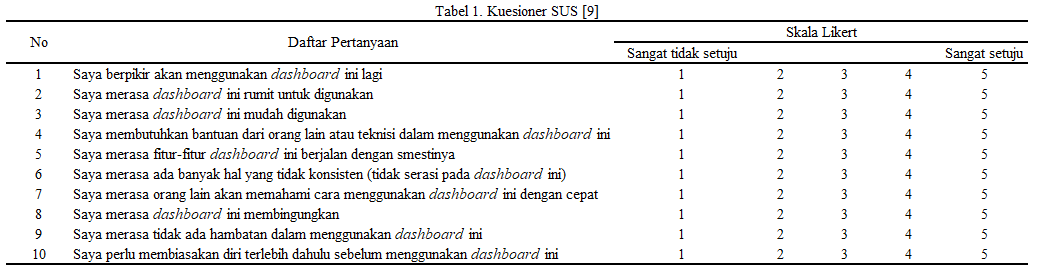 Tabel 1. Kuesioner SUS [9]
No Daftar Pertanyaan Skala Likert
Sangat tidak setuju Sangat setuju
1 Saya berpikir akan menggunakan dashboard ini lagi 1 2 3 4 5
2 Saya merasa dashboard ini rumit untuk digunakan 1 2 3 4 5
3 Saya merasa dashboard ini mudah digunakan 1 2 3 4 5
4 Saya membutuhkan bantuan dari orang lain atau teknisi dalam menggunakan dashboard ini 1 2 3 4 5
5 Saya merasa fitur-fitur dashboard ini berjalan dengan smestinya 1 2 3 4 5
6 Saya merasa ada banyak hal yang tidak konsisten (tidak serasi pada dashboard ini) 1 2 3 4 5
7 Saya merasa orang lain akan memahami cara menggunakan dashboard ini dengan cepat 1 2 3 4 5
8 Saya merasa dashboard ini membingungkan 1 2 3 4 5
9 Saya merasa tidak ada hambatan dalam menggunakan dashboard ini 1 2 3 4 5
10 Saya perlu membiasakan diri terlebih dahulu sebelum menggunakan dashboard ini 1 2 3 4 5